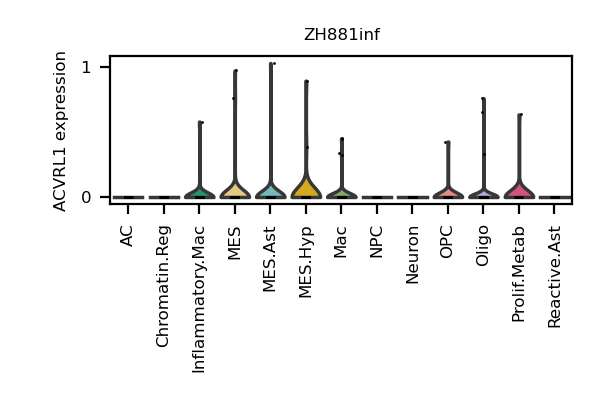 ZH881inf
ACVRL1 expression
1
0
AC
Chromatin.Reg
Inflammatory.Mac
MES
MES.Ast
MES.Hyp
Mac
NPC
Neuron
OPC
Oligo
Prolif.Metab
Reactive.Ast